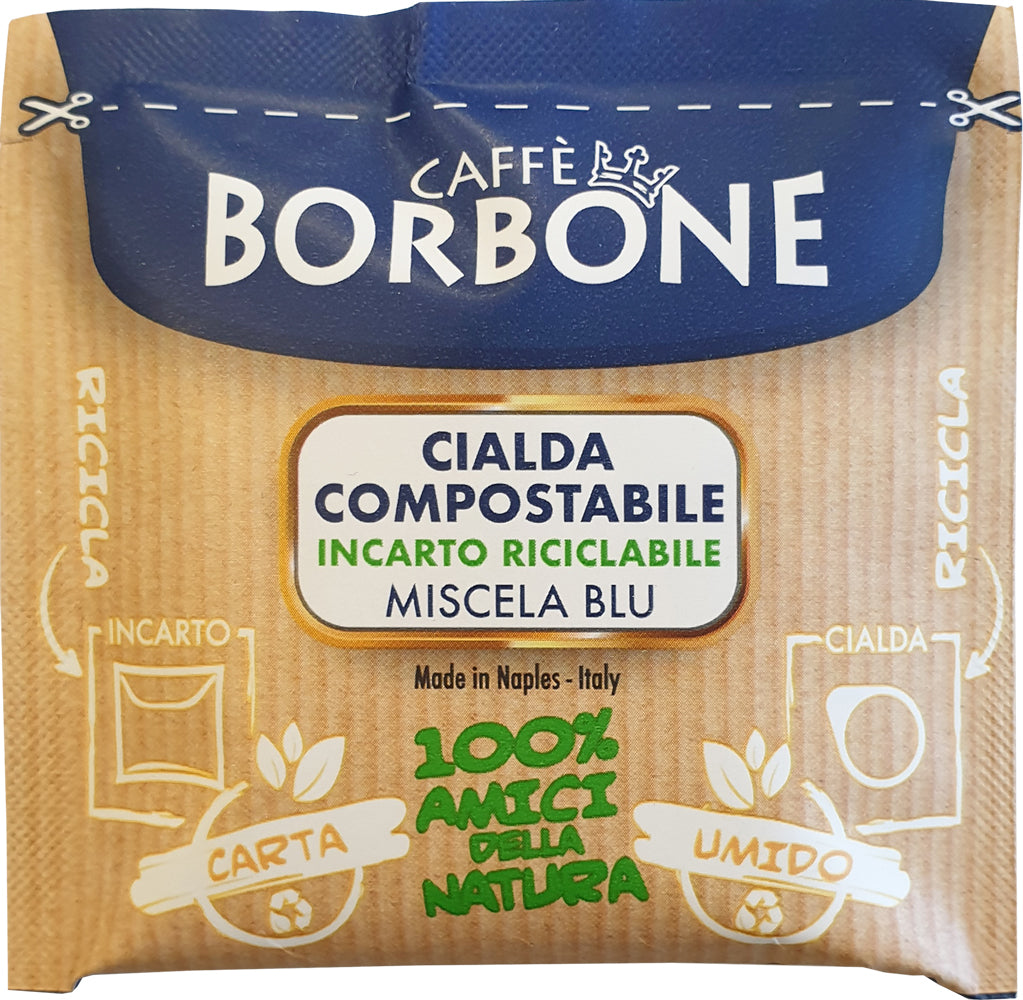 CAFFÈ
BORBONE
RICICLA
RICICLA
CIALDA
COMPOSTABILE
INCARTO RICICLABILE
MISCELA BLU
INCARTO
CIALDA
Made in Naples - Italy
100%
AMICI
DELLA
NATURA
CARTA
UMIDO